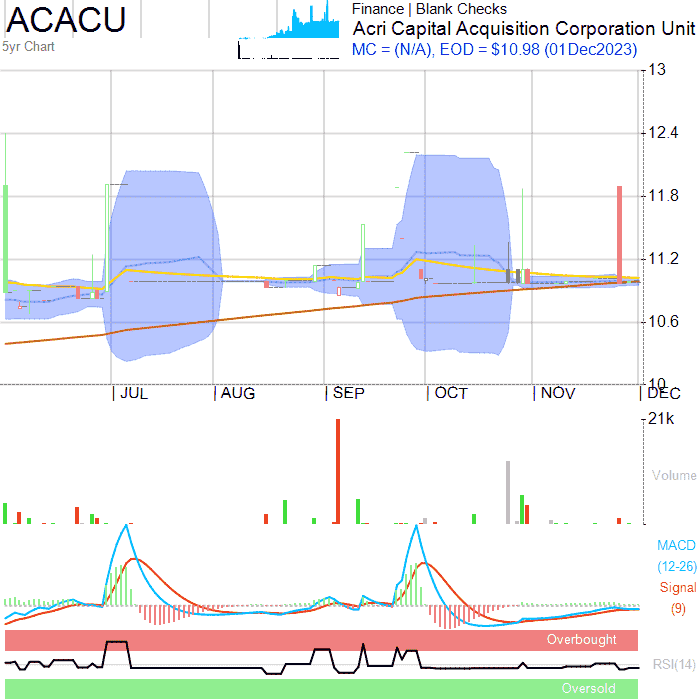 ACACU
5yr Chart
Finance | Blank Checks
Acri Capital Acquisition Corporation Unit
MC = (N/A), EOD = $10.98 (01Dec2023)
13
12.4
11.8
11.2
10.6
10
| JUL | AUG | SEP | OCT | NOV | DEC
21k
Volume
MACD
(12-26)
Signal
(9)
Overbought
RSI(14)
Oversold